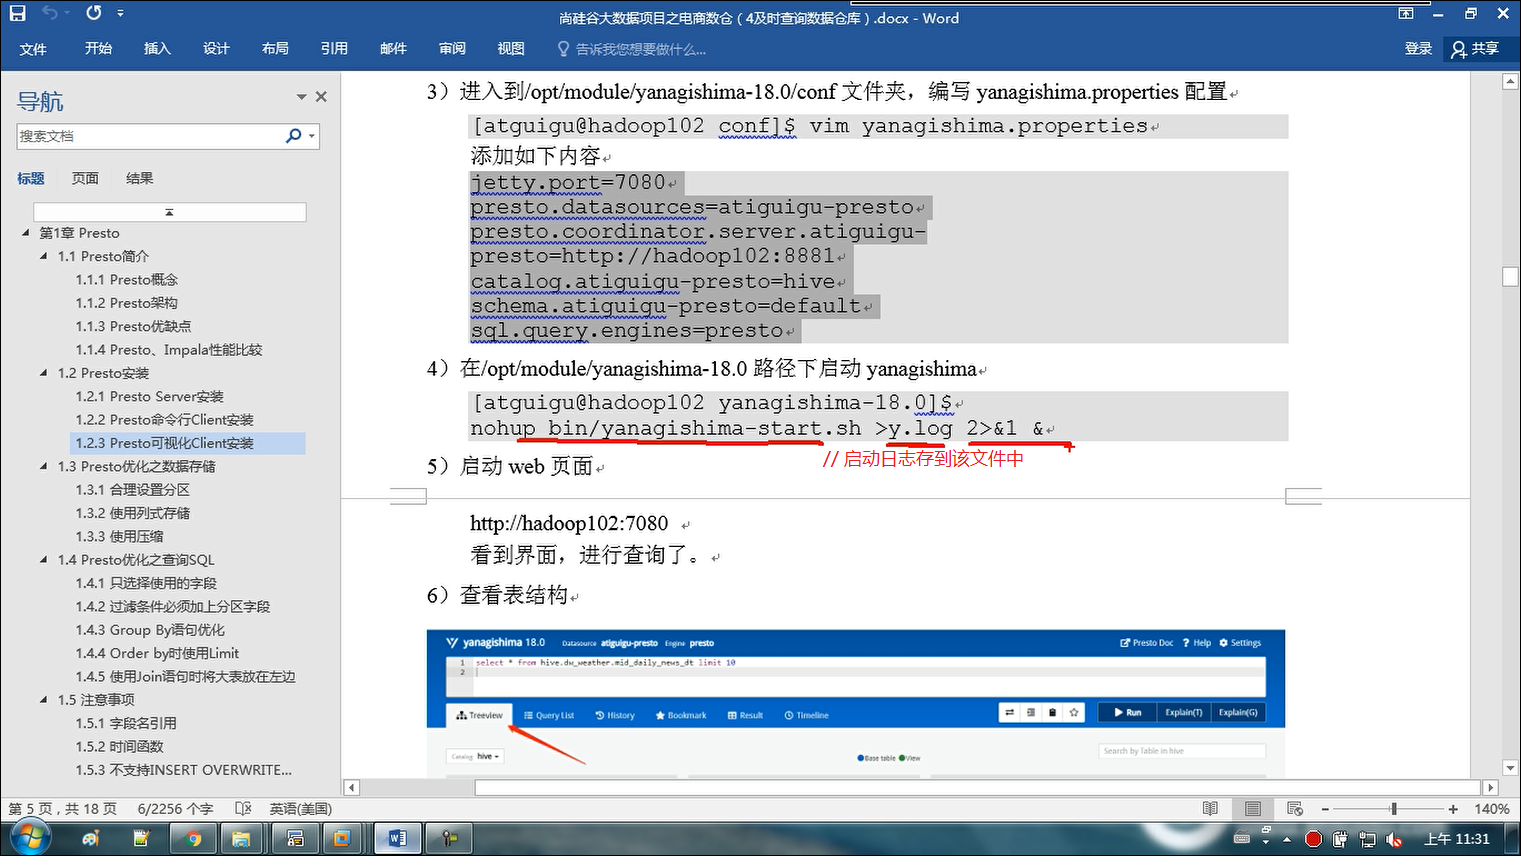 尚硅谷大数据项目之电商数仓（4及时查询数据仓库）.docx - Word
文件 开始 插入 设计 布局 引用 邮件 审阅 视图 告诉我您想要做什么... 登录 共享
导航
搜索文档
标题 页面 结果
第1章 Presto
1.1 Presto简介
1.1.1 Presto概念
1.1.2 Presto架构
1.1.3 Presto优缺点
1.1.4 Presto、Impala性能比较
1.2 Presto安装
1.2.1 Presto Server安装
1.2.2 Presto命令行Client安装
1.2.3 Presto可视化Client安装
1.3 Presto优化之数据存储
1.3.1 合理设置分区
1.3.2 使用列式存储
1.3.3 使用压缩
1.4 Presto优化之查询SQL
1.4.1 只选择使用的字段
1.4.2 过滤条件必须加上分区字段
1.4.3 Group By语句优化
1.4.4 Order by时使用Limit
1.4.5 使用Join语句时将大表放在左边
1.5 注意事项
1.5.1 字段名引用
1.5.2 时间函数
1.5.3 不支持INSERT OVERWRITE...
3）进入到/opt/module/yanagishima-18.0/conf 文件夹，编写 yanagishima.properties 配置
[atguigu@hadoop102 conf]$ vim yanagishima.properties
添加如下内容
jetty.port=7080
presto.datasources=atiguigu-presto
presto.coordinator.server.atiguigu-
presto=http://hadoop102:8881
catalog.atiguigu-presto=hive
schema.atiguigu-presto=default
sql.query.engines=presto
4）在/opt/module/yanagishima-18.0 路径下启动 yanagishima
[atguigu@hadoop102 yanagishima-18.0]$
nohup bin/yanagishima-start.sh >y.log 2>&1 &
// 启动日志存到该文件中
5）启动 web 页面
http://hadoop102:7080
看到界面，进行查询了。
6）查看表结构
yanagishima 18.0 Datasource atiguigu-presto Engine presto Presto Doc ? Help Settings
1 select * from hive.dw_weather.mid_daily_news_dt limit 10
2
Treeview Query List History Bookmark Result Timeline Run Explain(T) Explain(G)
Catalog hive Base table View Search by Table in hive
第 5 页，共 18 页 6/2256 个字 英语(美国) 140%
上午 11:31